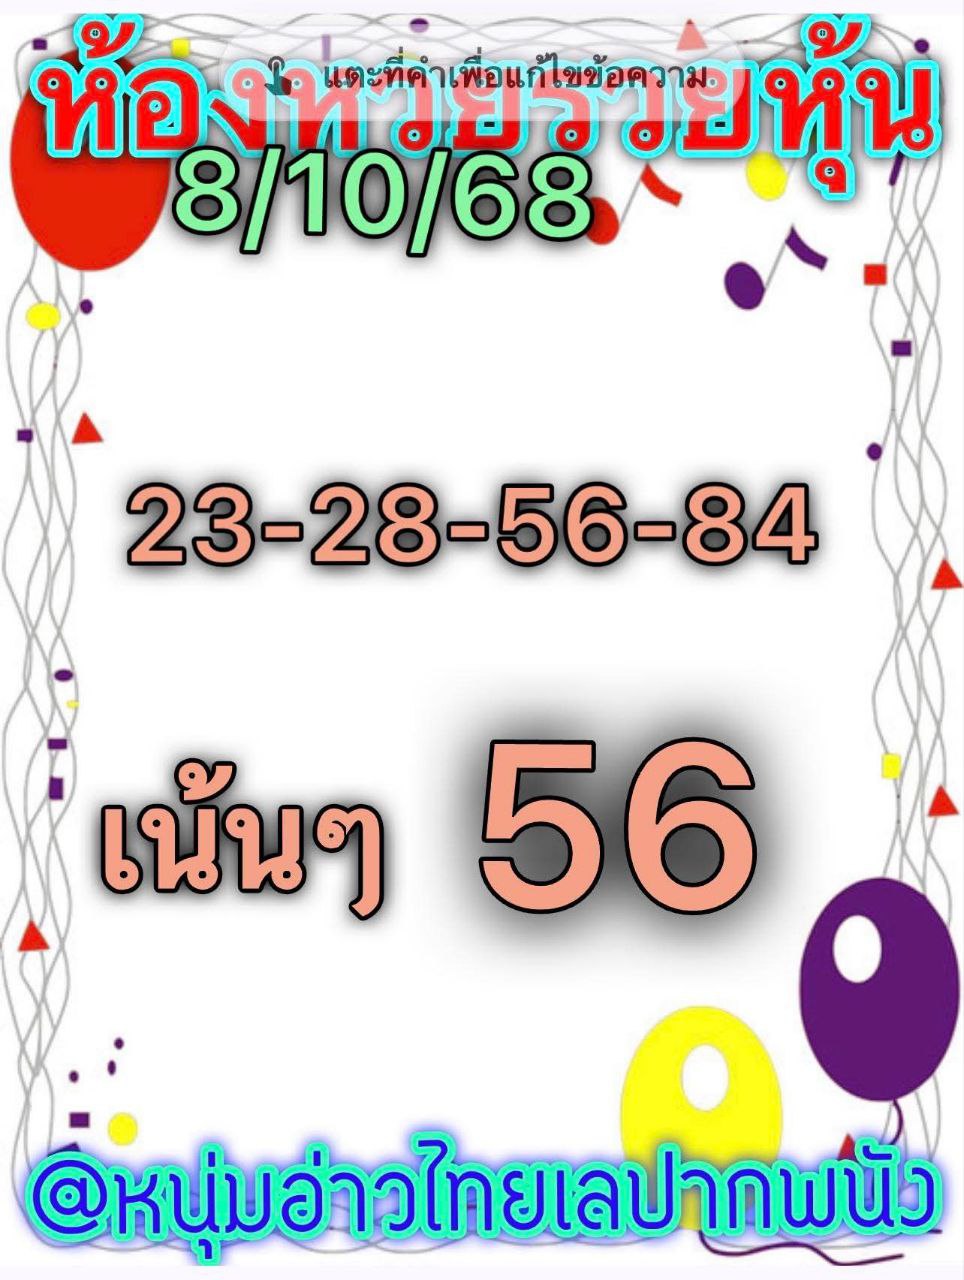 ห้องหวยรวยหุ้น
แตะที่คำเพื่อแก้ไขข้อความ
8/10/68
23-28-56-84
เน้นๆ 56
@หนุ่มอ่าวไทยเลปากพนัง